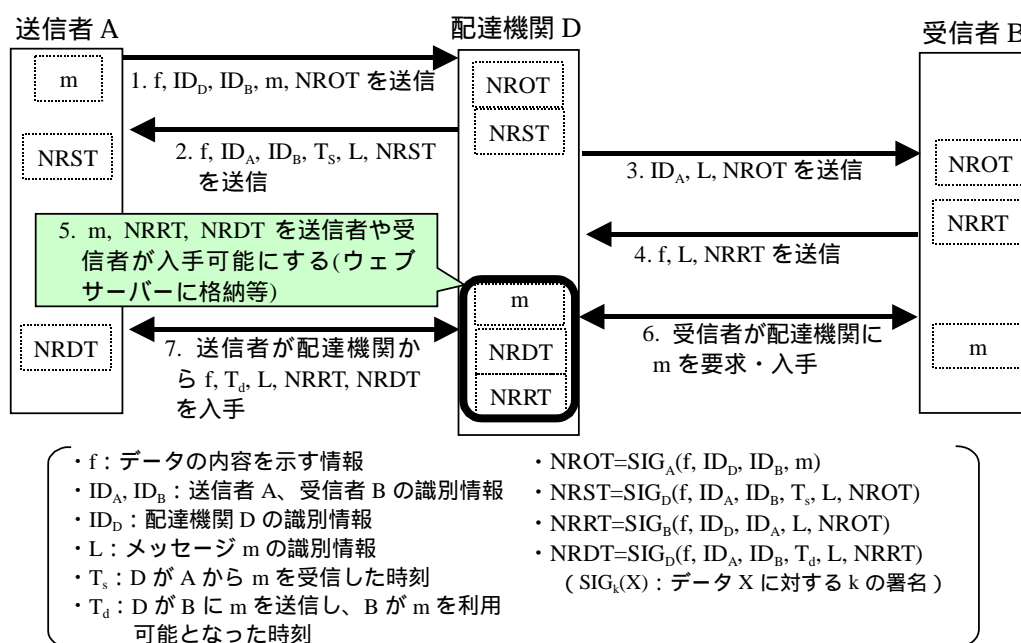 送信者 A
配達機関 D
受信者 B
m
1. f, ID_D, ID_B, m, NROT を送信
NROT
NRST
2. f, ID_A, ID_B, T_S, L, NRST
を送信
NRST
3. ID_A, L, NROT を送信
NROT
NRRT
4. f, L, NRRT を送信
5. m, NRRT, NRDT を送信者や受
信者が入手可能にする(ウェブ
サーバーに格納等)
m
NRDT
NRRT
NRDT
7. 送信者が配達機関か
ら f, T_d, L, NRRT, NRDT
を入手
6. 受信者が配達機関に
m を要求・入手
m
・f：データの内容を示す情報
・ID_A, ID_B：送信者 A、受信者 B の識別情報
・ID_D：配達機関 D の識別情報
・L：メッセージ m の識別情報
・T_s：D が A から m を受信した時刻
・T_d：D が B に m を送信し、B が m を利用
可能となった時刻
・NROT=SIG_A(f, ID_D, ID_B, m)
・NRST=SIG_D(f, ID_A, ID_B, T_s, L, NROT)
・NRRT=SIG_B(f, ID_D, ID_A, L, NROT)
・NRDT=SIG_D(f, ID_A, ID_B, T_d, L, NRRT)
（SIG_k(X)：データ X に対する k の署名）